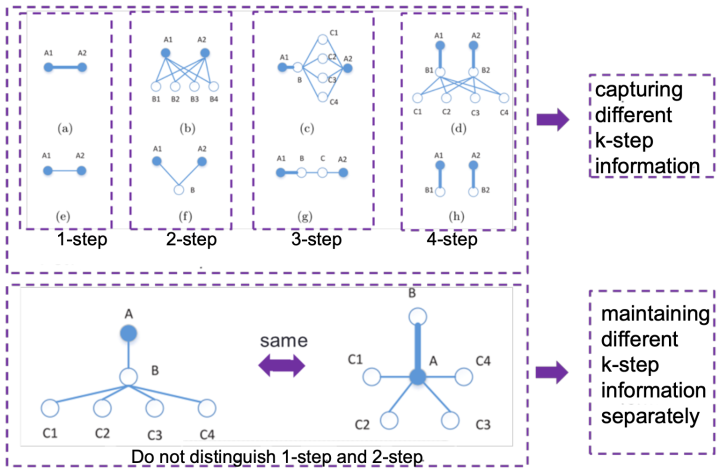 A1 A2
A1 A2
C1
A1 C2 A2
B C3
C4
A1 A2
B1 B2
B1 B2 B3 B4
C1 C2 C3 C4
(a) (b) (c) (d)
A1 A2
A1 A2
B
A1 B C A2
A1 A2
B1 B2
(e) (f) (g) (h)
1-step 2-step 3-step 4-step
capturing
different
k-step
information
A
B
C1 C2 C3 C4
same
B
C1 A C4
C2 C3
Do not distinguish 1-step and 2-step
maintaining
different
k-step
information
separately